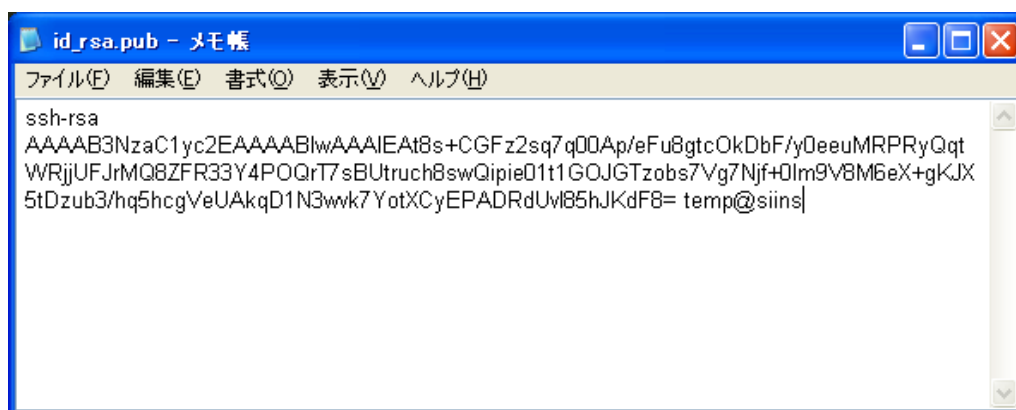 id_rsa.pub - メモ帳
ファイル(F) 編集(E) 書式(O) 表示(V) ヘルプ(H)
ssh-rsa
AAAAB3NzaC1yc2EAAAABIwAAAIEAt8s+CGFz2sq7q00Ap/eFu8gtcOkDbF/y0eeuMRPRyQqt
WRjjUFJrMQ8ZFR33Y4POQrT7sBUtruch8swQipie01t1GOJGTzobs7Vg7Njf+0Im9V8M6eX+gKJX
5tDzub3/hq5hcgVeUAkqD1N3wvk7YotXCyEPADRdUvl85hJKdF8= temp@siins